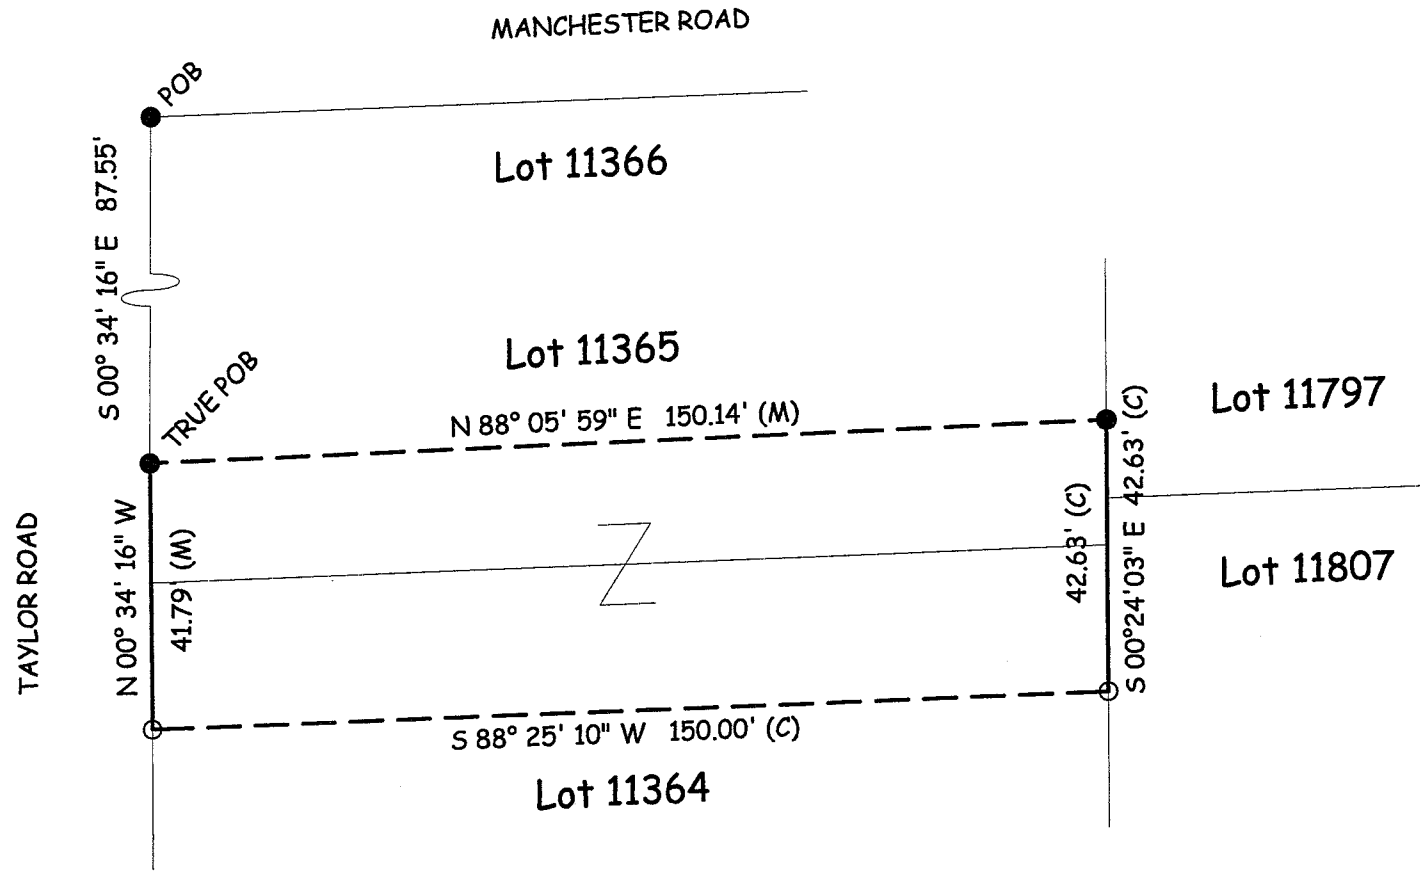 MANCHESTER ROAD
POB
Lot 11366
S 00° 34' 16" E 87.55'
Lot 11365
TRUE POB
N 88° 05' 59" E 150.14' (M)
Lot 11797
S 00°24'03" E 42.63' (C)
42.63' (C)
TAYLOR ROAD
N 00° 34' 16" W
41.79' (M)
Lot 11807
S 88° 25' 10" W 150.00' (C)
Lot 11364